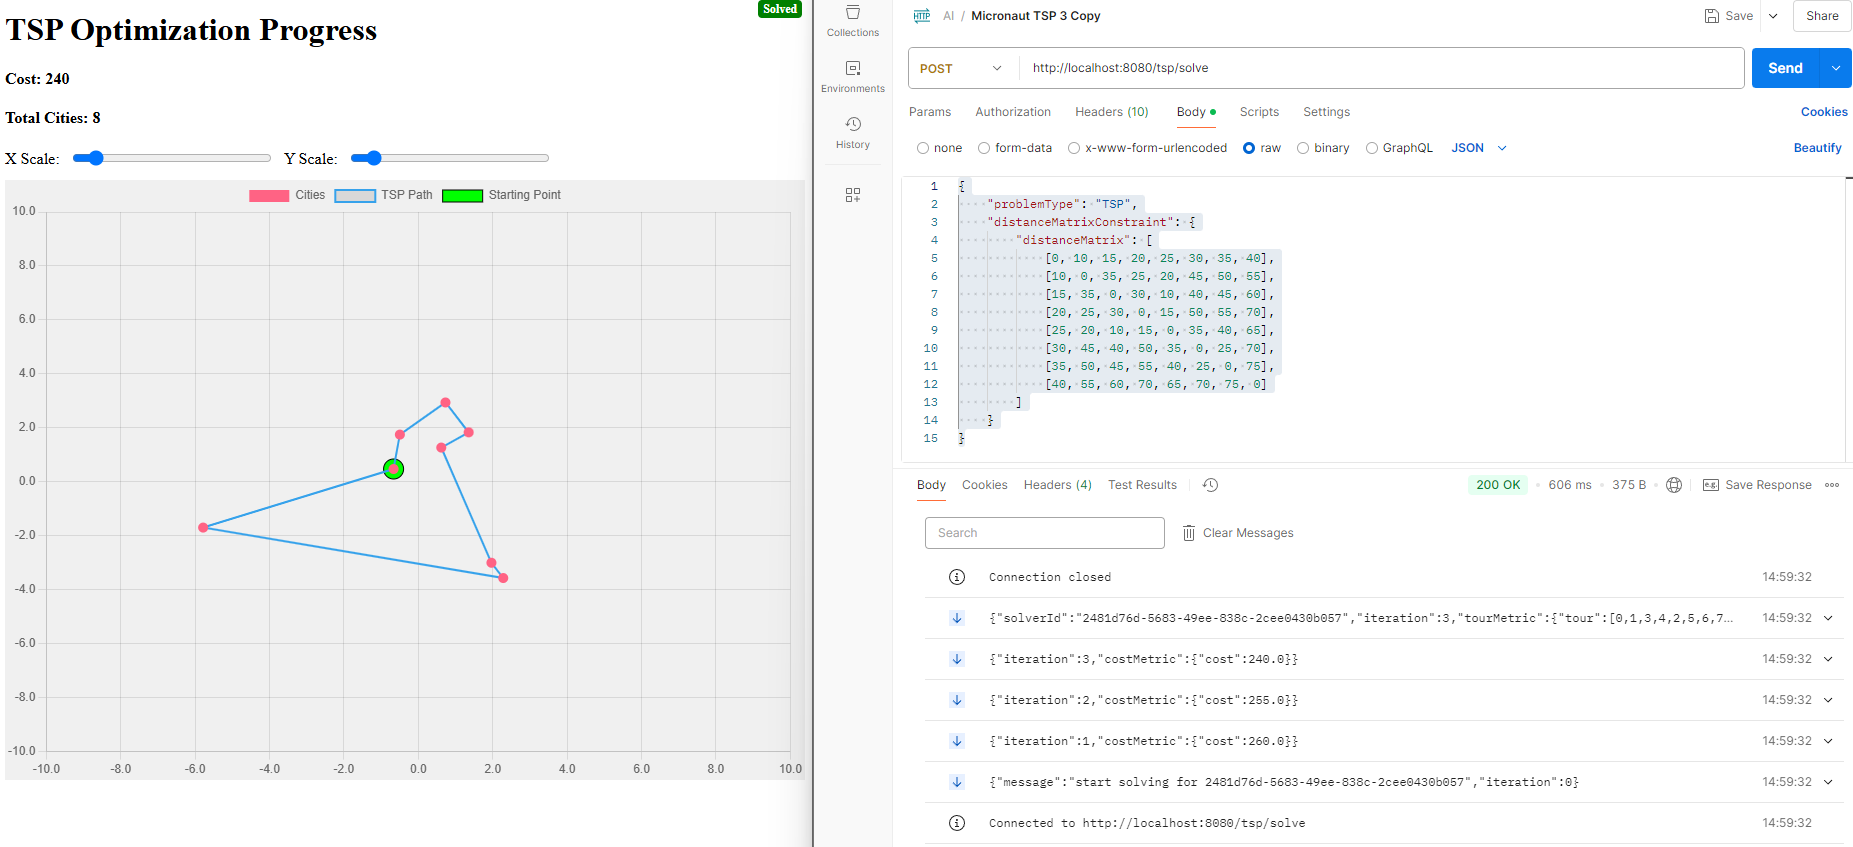 Solved
TSP Optimization Progress
Cost: 240
Total Cities: 8
X Scale:
Y Scale:
Cities
TSP Path
Starting Point
10.0
8.0
6.0
4.0
2.0
0.0
-2.0
-4.0
-6.0
-8.0
-10.0
-10.0 -8.0 -6.0 -4.0 -2.0 0.0 2.0 4.0 6.0 8.0 10.0
Collections
Environments
History
HTTP AI / Micronaut TSP 3 Copy
Save
Share
POST http://localhost:8080/tsp/solve
Send
Params Authorization Headers (10) Body Scripts Settings Cookies
none form-data x-www-form-urlencoded raw binary GraphQL JSON Beautify
1 {
2 "problemType": "TSP",
3 "distanceMatrixConstraint": {
4 "distanceMatrix": [
5 [0, 10, 15, 20, 25, 30, 35, 40],
6 [10, 0, 35, 25, 20, 45, 50, 55],
7 [15, 35, 0, 30, 10, 40, 45, 60],
8 [20, 25, 30, 0, 15, 50, 55, 70],
9 [25, 20, 10, 15, 0, 35, 40, 65],
10 [30, 45, 40, 50, 35, 0, 25, 70],
11 [35, 50, 45, 55, 40, 25, 0, 75],
12 [40, 55, 60, 70, 65, 70, 75, 0]
13 ]
14 }
15 }
Body Cookies Headers (4) Test Results 200 OK 606 ms 375 B e.g. Save Response
Search Clear Messages
Connection closed 14:59:32
{"solverId":"2481d76d-5683-49ee-838c-2cee0430b057","iteration":3,"tourMetric":{"tour":[0,1,3,4,2,5,6,7... 14:59:32
{"iteration":3,"costMetric":{"cost":240.0}} 14:59:32
{"iteration":2,"costMetric":{"cost":255.0}} 14:59:32
{"iteration":1,"costMetric":{"cost":260.0}} 14:59:32
{"message":"start solving for 2481d76d-5683-49ee-838c-2cee0430b057","iteration":0} 14:59:32
Connected to http://localhost:8080/tsp/solve 14:59:32